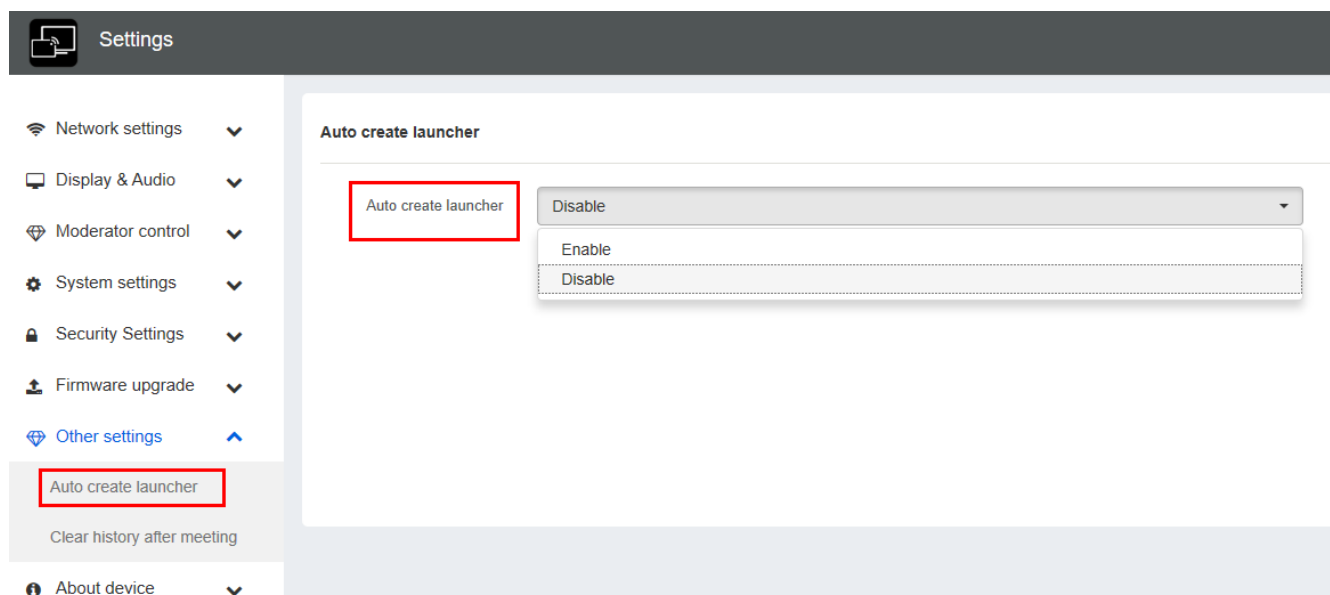 Settings
Network settings
Display & Audio
Moderator control
System settings
Security Settings
Firmware upgrade
Other settings
Auto create launcher
Clear history after meeting
About device
Auto create launcher
Auto create launcher
Disable
Enable
Disable